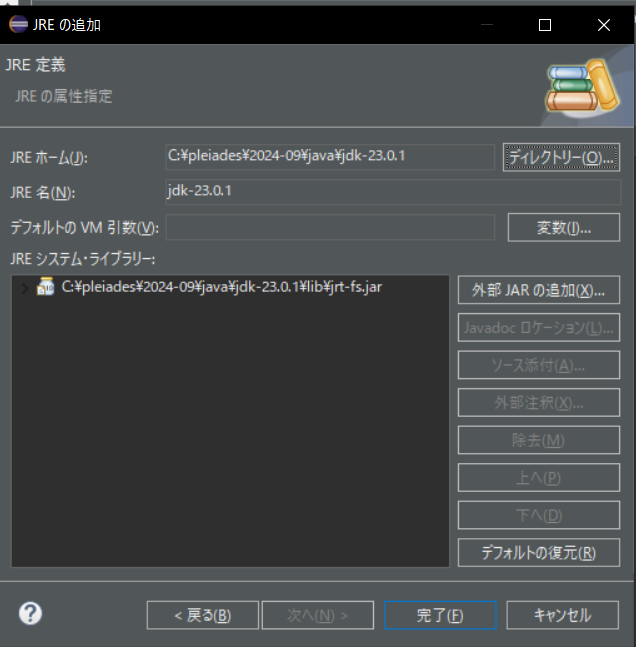 JRE の追加
JRE 定義
JRE の属性指定
JRE ホーム(J): C:¥pleiades¥2024-09¥java¥jdk-23.0.1 ディレクトリー(O)...
JRE 名(N): jdk-23.0.1
デフォルトの VM 引数(V): 変数(I)...
JRE システム・ライブラリー:
C:¥pleiades¥2024-09¥java¥jdk-23.0.1¥lib¥jrt-fs.jar
外部 JAR の追加(X)...
Javadoc ロケーション(L)...
ソース添付(A)...
外部注釈(X)...
除去(M)
上へ(P)
下へ(D)
デフォルトの復元(R)
? < 戻る(B) 次へ(N) > 完了(F) キャンセル